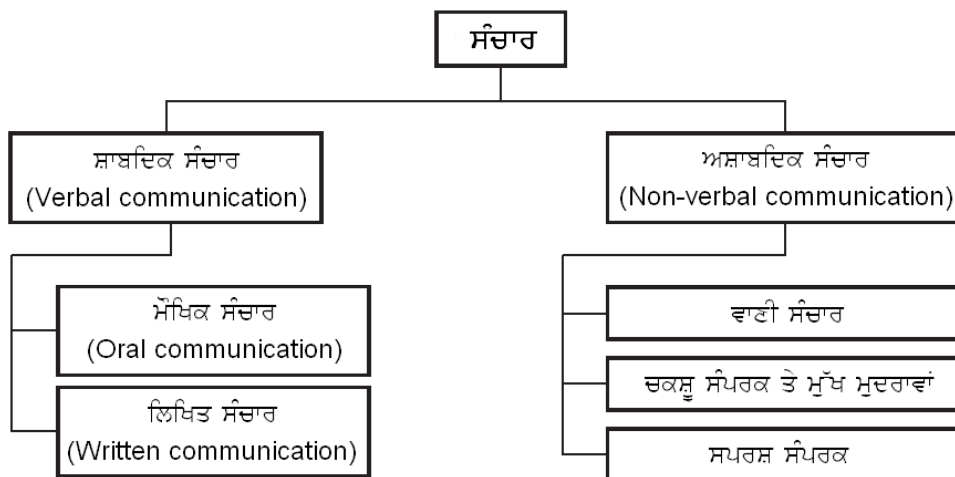 ਸੰਚਾਰ
ਸ਼ਾਬਦਿਕ ਸੰਚਾਰ
(Verbal communication)
ਮੌਖਿਕ ਸੰਚਾਰ
(Oral communication)
ਲਿਖਿਤ ਸੰਚਾਰ
(Written communication)
ਅਸ਼ਾਬਦਿਕ ਸੰਚਾਰ
(Non-verbal communication)
ਵਾਣੀ ਸੰਚਾਰ
ਚਕਸ਼ੂ ਸੰਪਰਕ ਤੇ ਮੁੱਖ ਮੁਦਰਾਵਾਂ
ਸਪਰਸ਼ ਸੰਪਰਕ